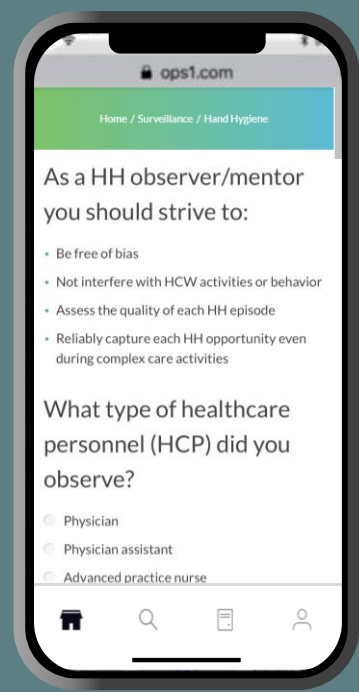 ops1.com
Home / Surveillance / Hand Hygiene
As a HH observer/mentor
you should strive to:
• Be free of bias
• Not interfere with HCW activities or behavior
• Assess the quality of each HH episode
• Reliably capture each HH opportunity even
during complex care activities
What type of healthcare
personnel (HCP) did you
observe?
Physician
Physician assistant
Advanced practice nurse